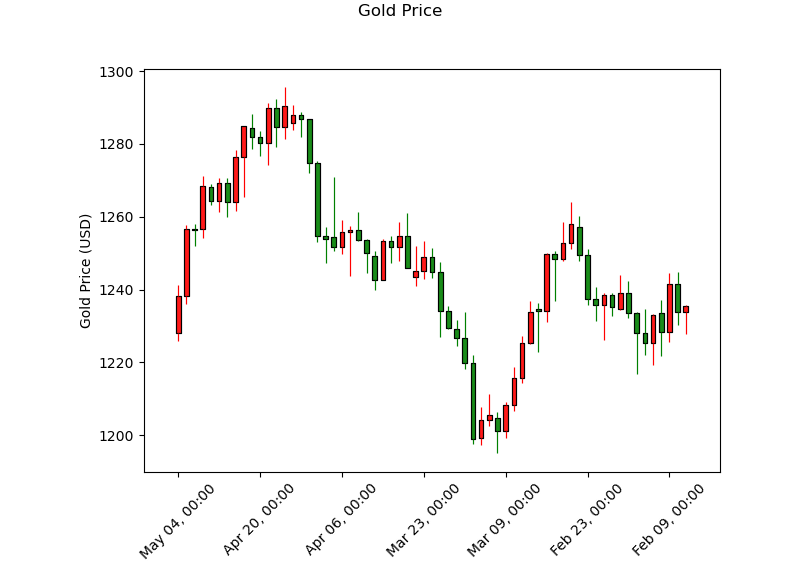 Gold Price
1300
1280
1260
1240
1220
1200
Gold Price (USD)
May 04, 00:00
Apr 20, 00:00
Apr 06, 00:00
Mar 23, 00:00
Mar 09, 00:00
Feb 23, 00:00
Feb 09, 00:00